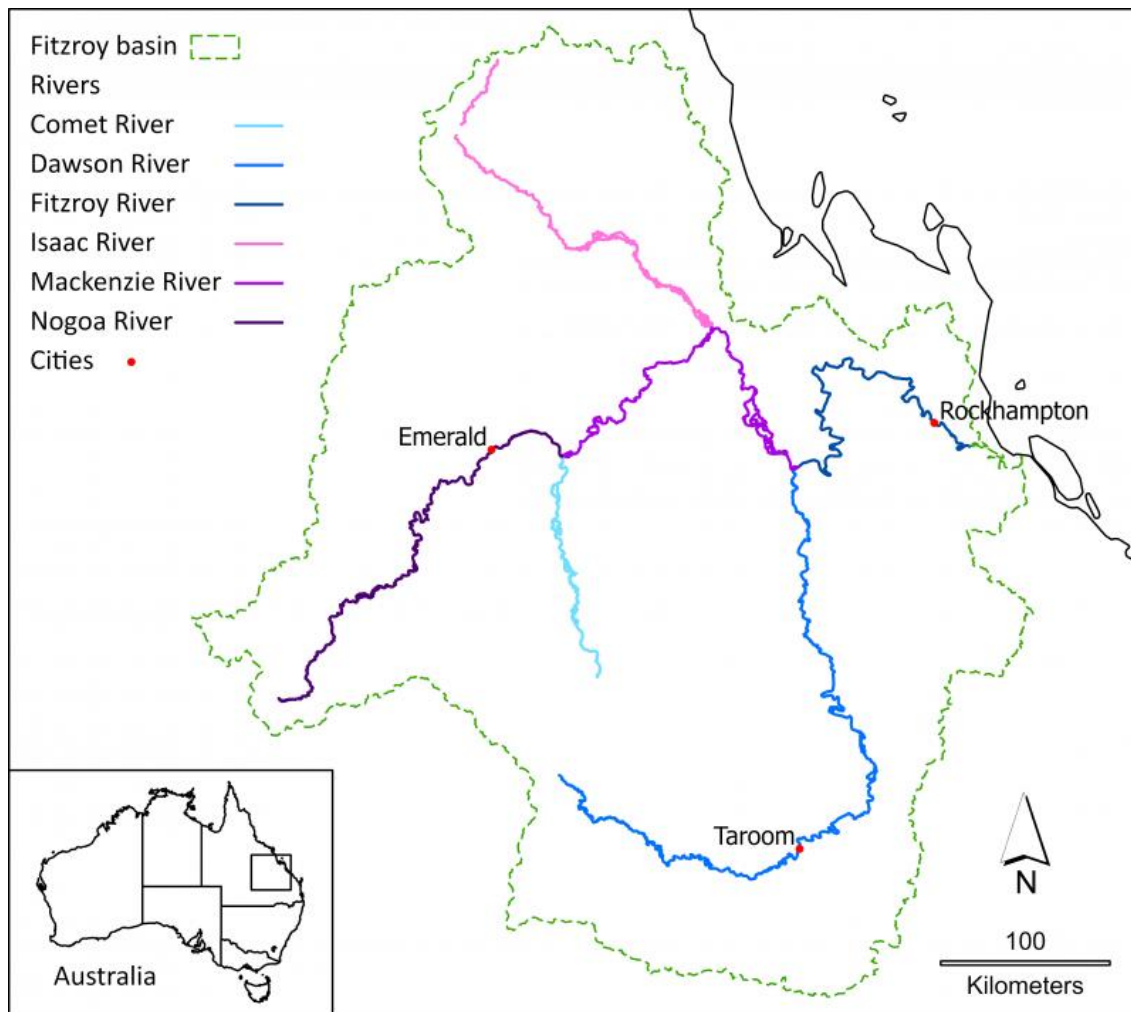 Fitzroy basin
Rivers
Comet River
Dawson River
Fitzroy River
Isaac River
Mackenzie River
Nogoa River
Cities
Rockhampton
Emerald
Taroom
N
100
Kilometers
Australia